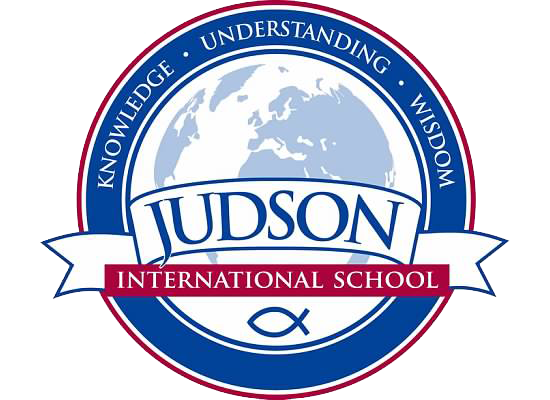 KNOWLEDGE · UNDERSTANDING · WISDOM
JUDSON
INTERNATIONAL SCHOOL